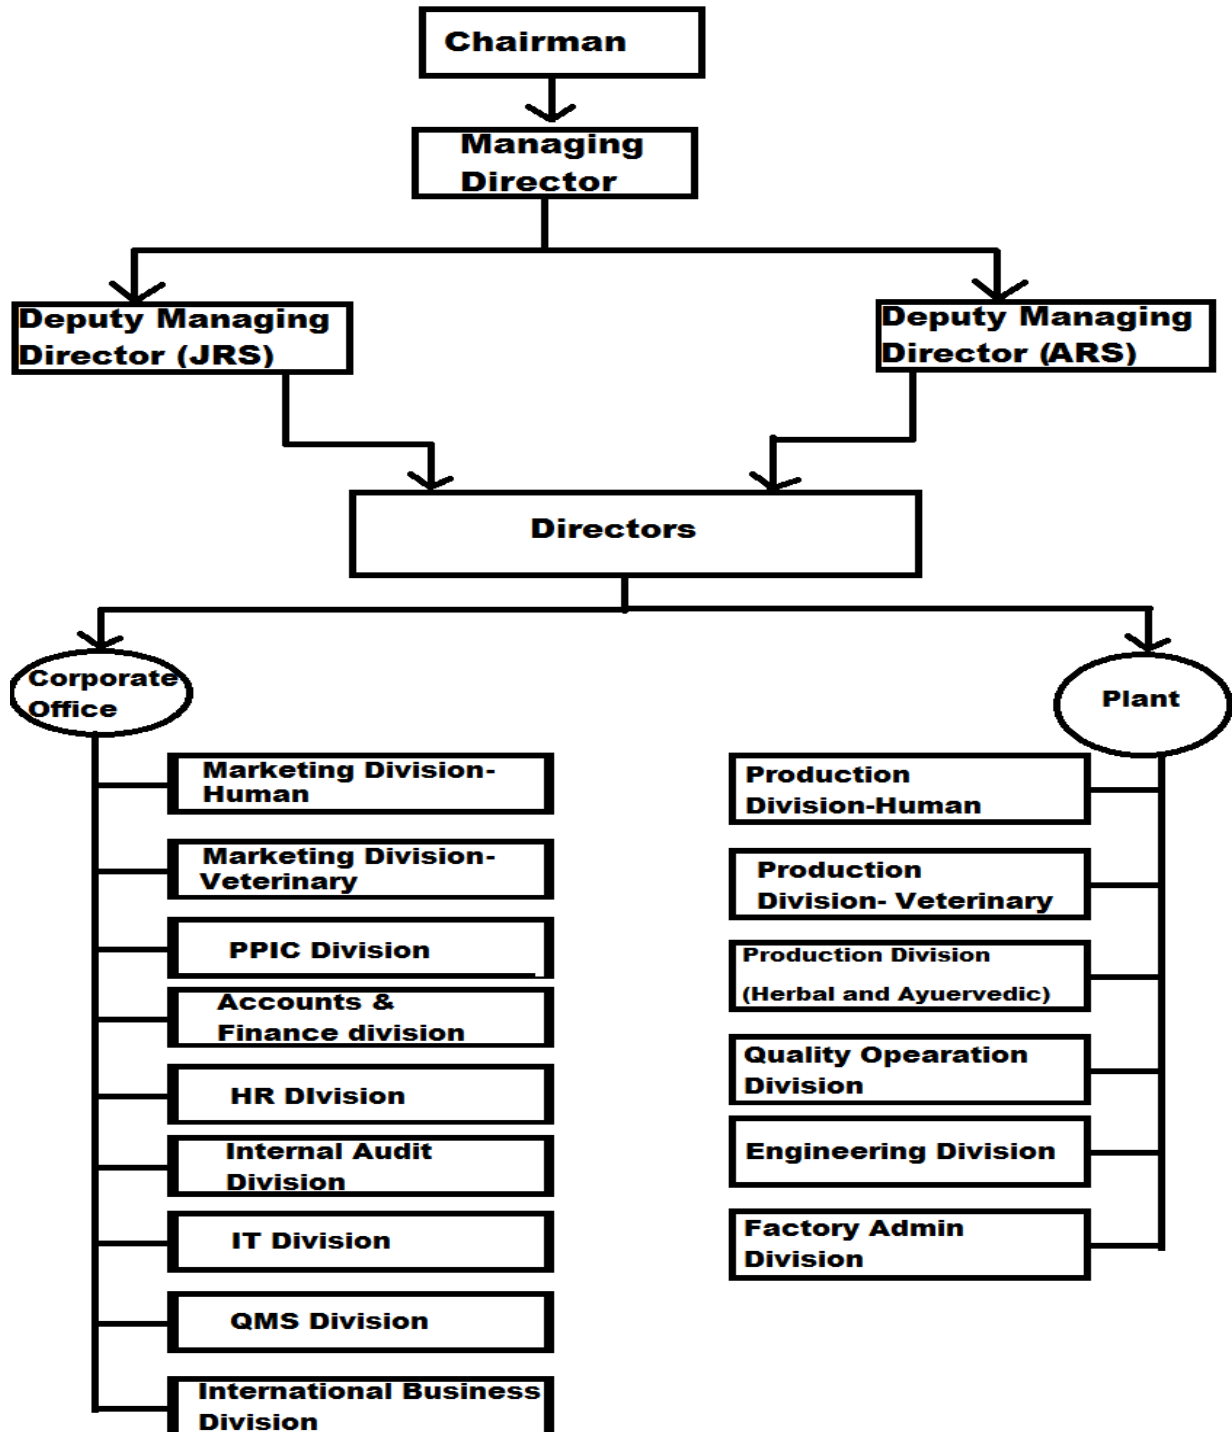 Chairman
Managing
Director
Deputy Managing
Director (JRS)
Deputy Managing
Director (ARS)
Directors
Corporate
Office
Plant
Marketing Division-
Human
Marketing Division-
Veterinary
PPIC Division
Accounts &
Finance division
HR DIvision
Internal Audit
Division
IT Division
QMS Division
International Business
Division
Production
Division-Human
Production
Division- Veterinary
Production Division
(Herbal and Ayuervedic)
Quality Opearation
Division
Engineering Division
Factory Admin
Division